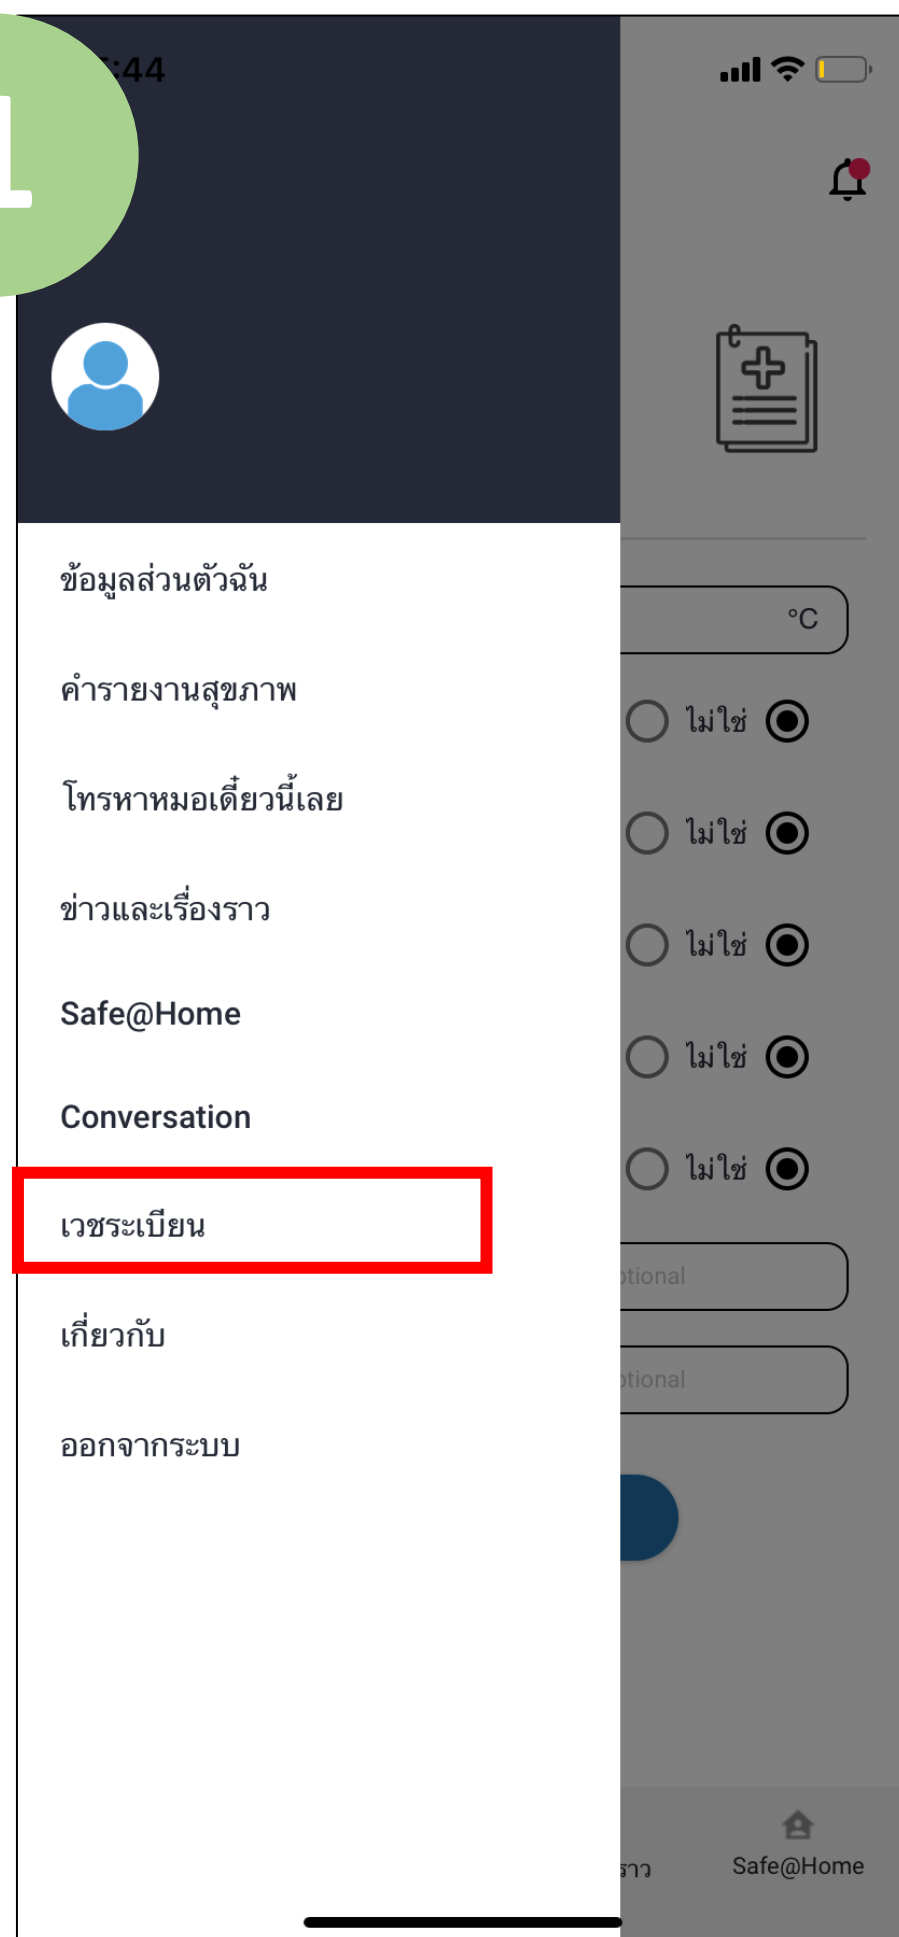 1
:44
ข้อมูลส่วนตัวฉัน
°C
คำรายงานสุขภาพ
ไม่ใช่
โทรหาหมอเดี๋ยวนี้เลย
ไม่ใช่
ข่าวและเรื่องราว
ไม่ใช่
Safe@Home
ไม่ใช่
Conversation
ไม่ใช่
เวชระเบียน
เกี่ยวกับ
ออกจากระบบ
Safe@Home